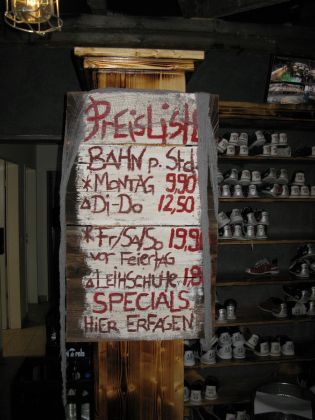 PREISLISTE
BAHN p. Std.
* MONTAG 9,90
Δ Di-Do 12,50
* Fr/Sa/So 19,90
vor Feiertag
Δ LEIHSCHUHE 1,8
SPECIALS
HIER ERFAGEN